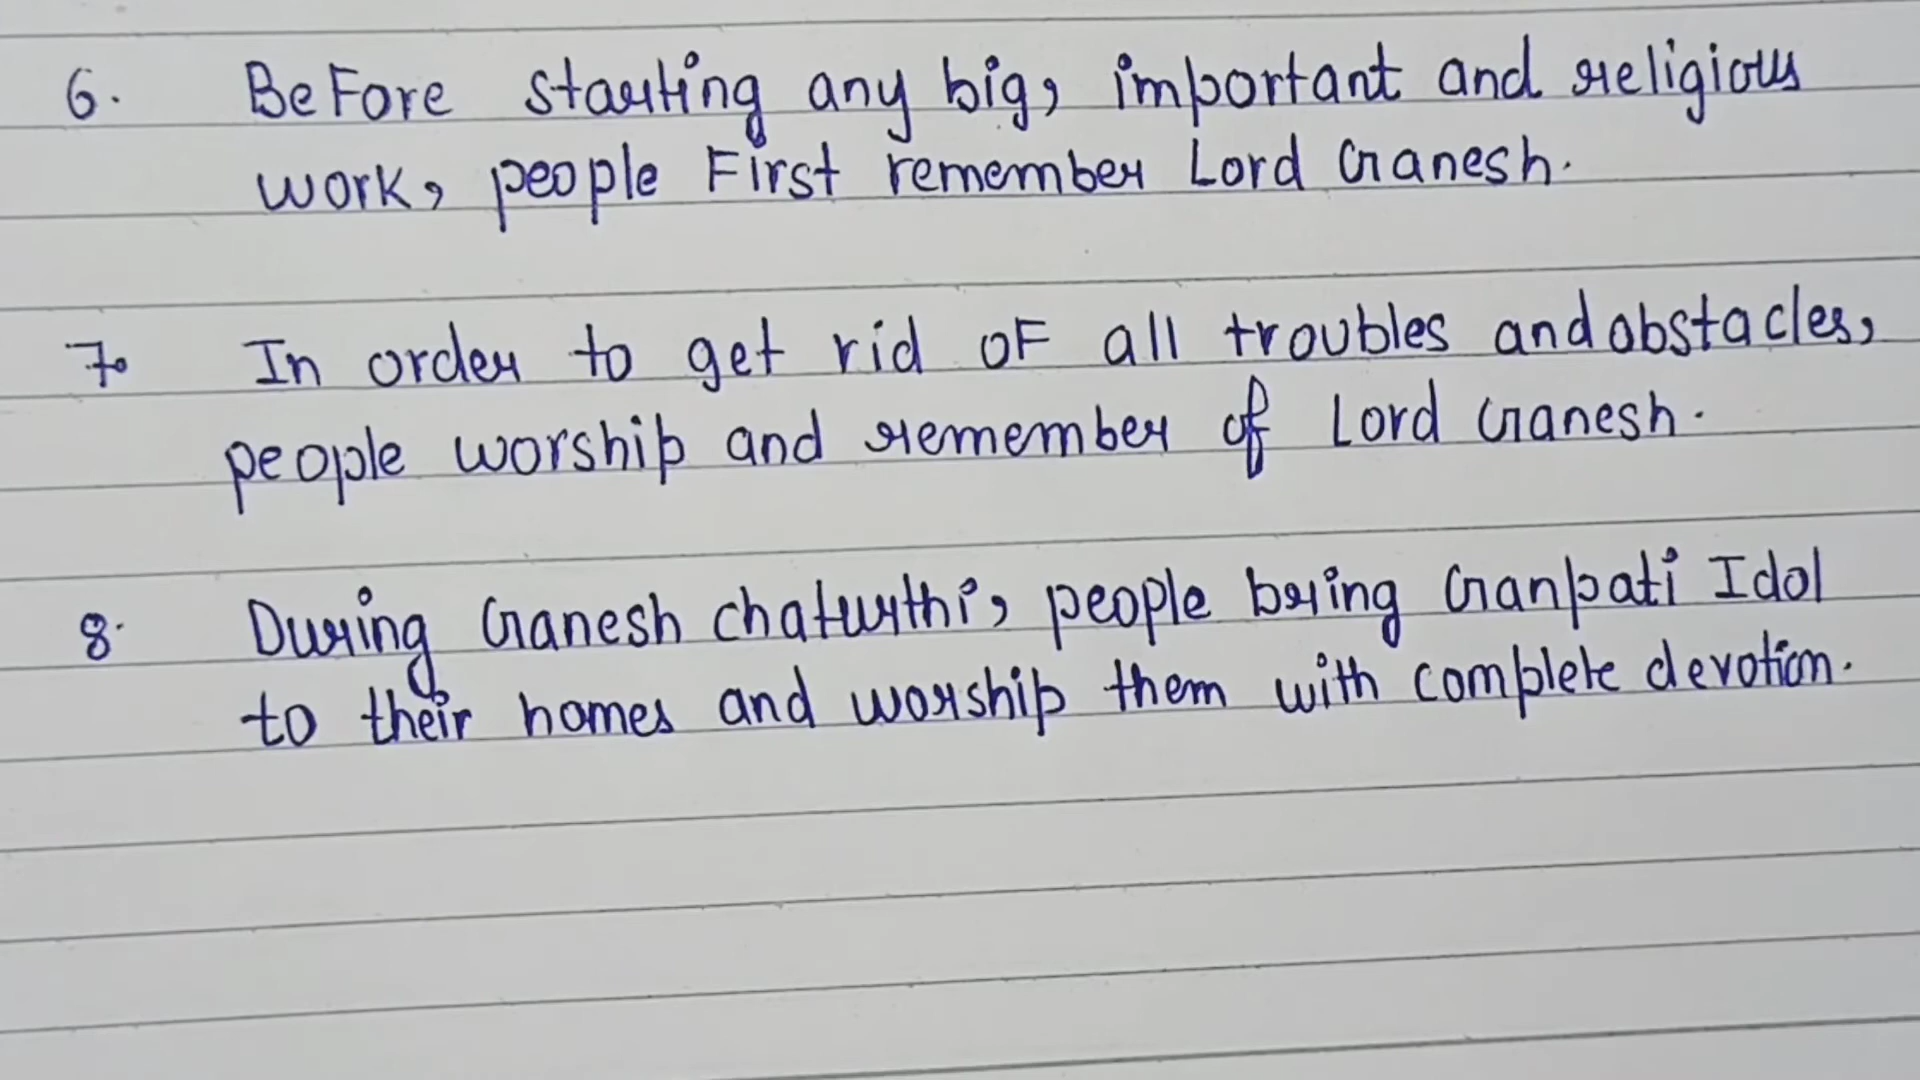 6. Before starting any big, important and religious
work, people First remember Lord Ganesh.
7. In order to get rid of all troubles and obstacles,
people worship and remember of Lord Ganesh.
8. During Ganesh chaturthi, people bring Ganpati Idol
to their homes and worship them with complete devotion.